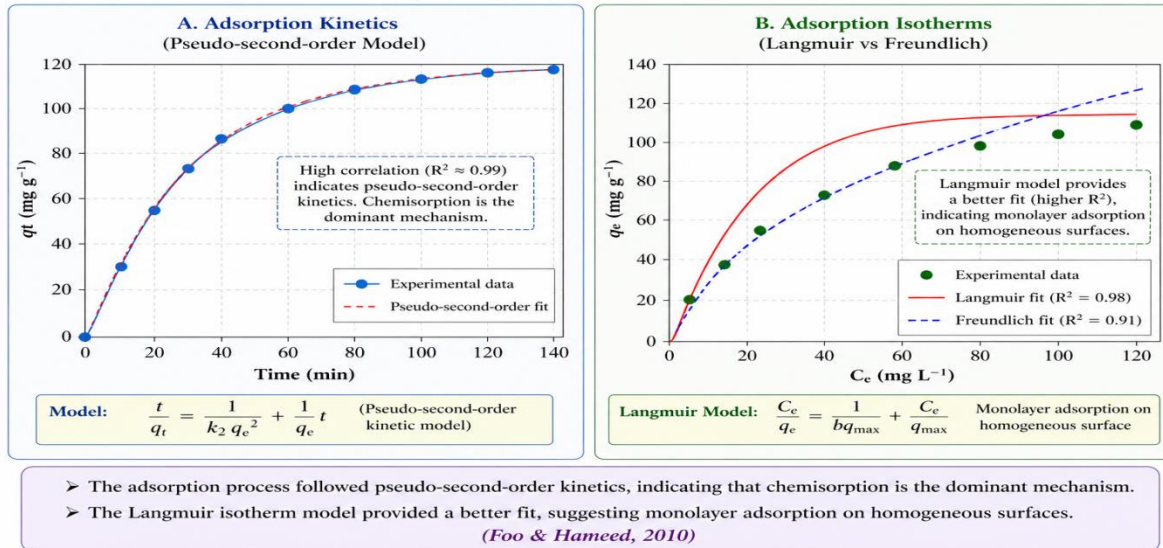 A. Adsorption Kinetics
(Pseudo-second-order Model)
120
100
80
60
40
20
0
qt (mg g⁻¹)
High correlation (R² ≈ 0.99)
indicates pseudo-second-order
kinetics. Chemisorption is the
dominant mechanism.
Experimental data
Pseudo-second-order fit
0 20 40 60 80 100 120 140
Time (min)
Model: t/qₜ = 1/(k₂ qₑ²) + (1/qₑ) t (Pseudo-second-order
kinetic model)
B. Adsorption Isotherms
(Langmuir vs Freundlich)
140
120
100
80
60
40
20
0
qₑ (mg g⁻¹)
Langmuir model provides
a better fit (higher R²),
indicating monolayer adsorption
on homogeneous surfaces.
Experimental data
Langmuir fit (R² = 0.98)
Freundlich fit (R² = 0.91)
0 20 40 60 80 100 120
Cₑ (mg L⁻¹)
Langmuir Model: Cₑ/qₑ = 1/(bqmax) + Cₑ/qmax Monolayer adsorption on
homogeneous surface
➢ The adsorption process followed pseudo-second-order kinetics, indicating that chemisorption is the dominant mechanism.
➢ The Langmuir isotherm model provided a better fit, suggesting monolayer adsorption on homogeneous surfaces.
(Foo & Hameed, 2010)